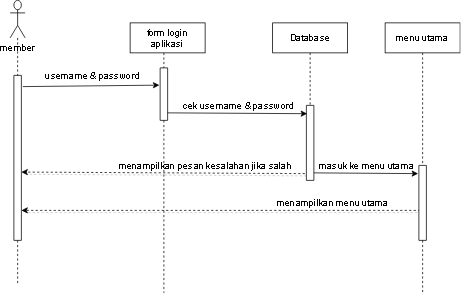 member
form login
aplikasi
Database
menu utama
username & password
cek username & password
menampilkan pesan kesalahan jika salah
masuk ke menu utama
menampilkan menu utama